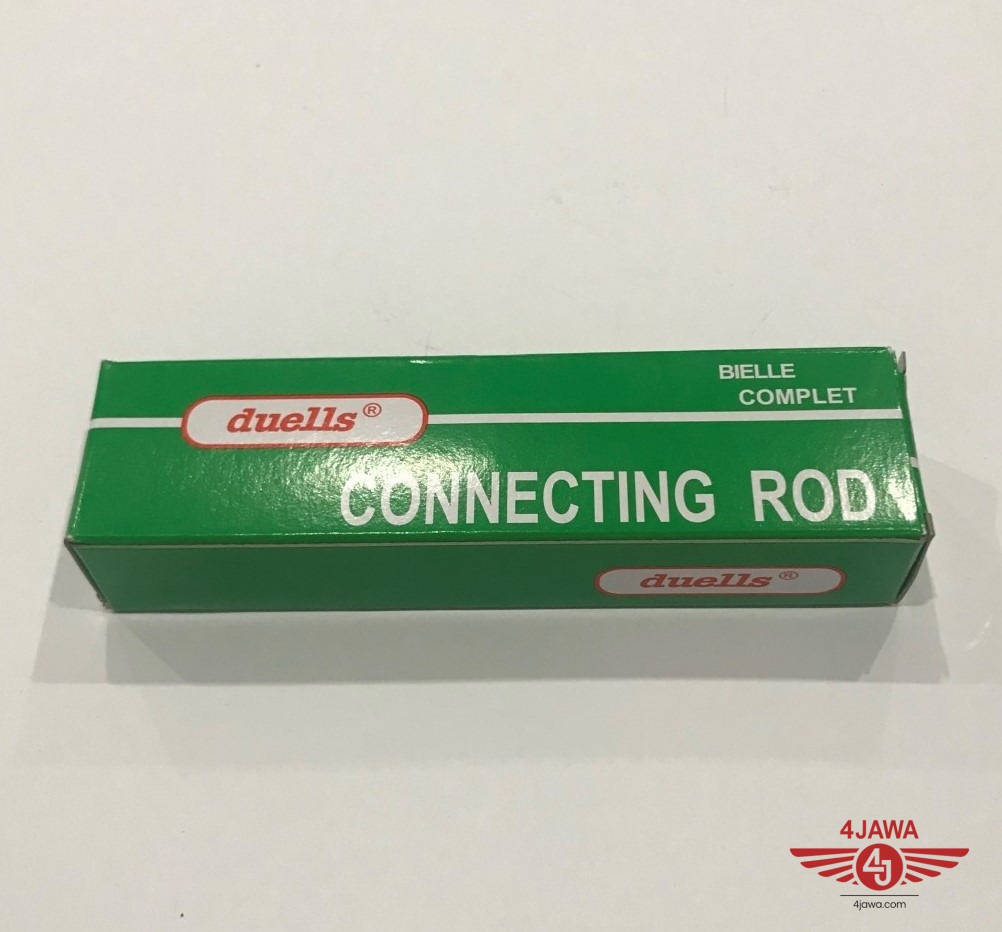 BIELLE
COMPLET
duells®
CONNECTING ROD
duells®
4JAWA
4J
4jawa.com